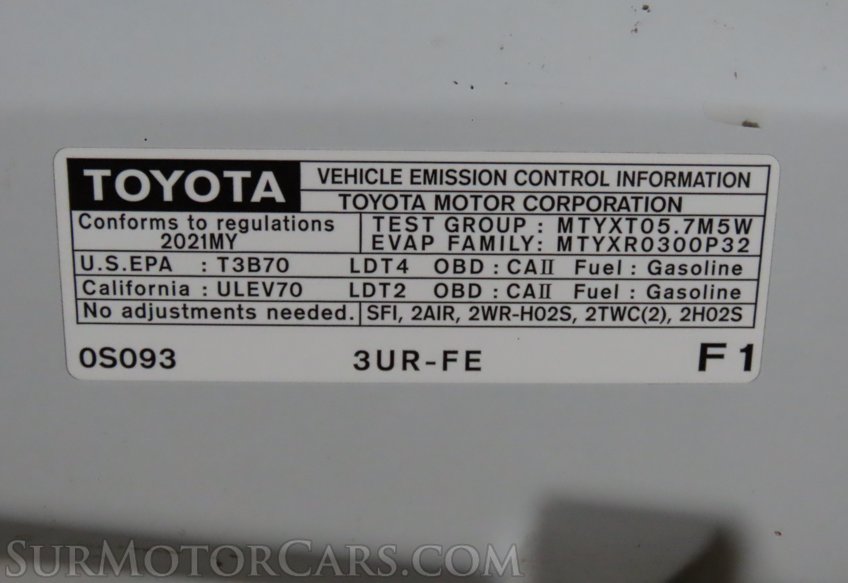 TOYOTA
VEHICLE EMISSION CONTROL INFORMATION
TOYOTA MOTOR CORPORATION
Conforms to regulations
2021MY
TEST GROUP : MTYXT05.7M5W
EVAP FAMILY: MTYXR0300P32
U.S.EPA : T3B70 LDT4 OBD : CAII Fuel : Gasoline
California : ULEV70 LDT2 OBD : CAII Fuel : Gasoline
No adjustments needed. SFI, 2AIR, 2WR-HO2S, 2TWC(2), 2HO2S
0S093 3UR-FE F1
SurMotorCars.com